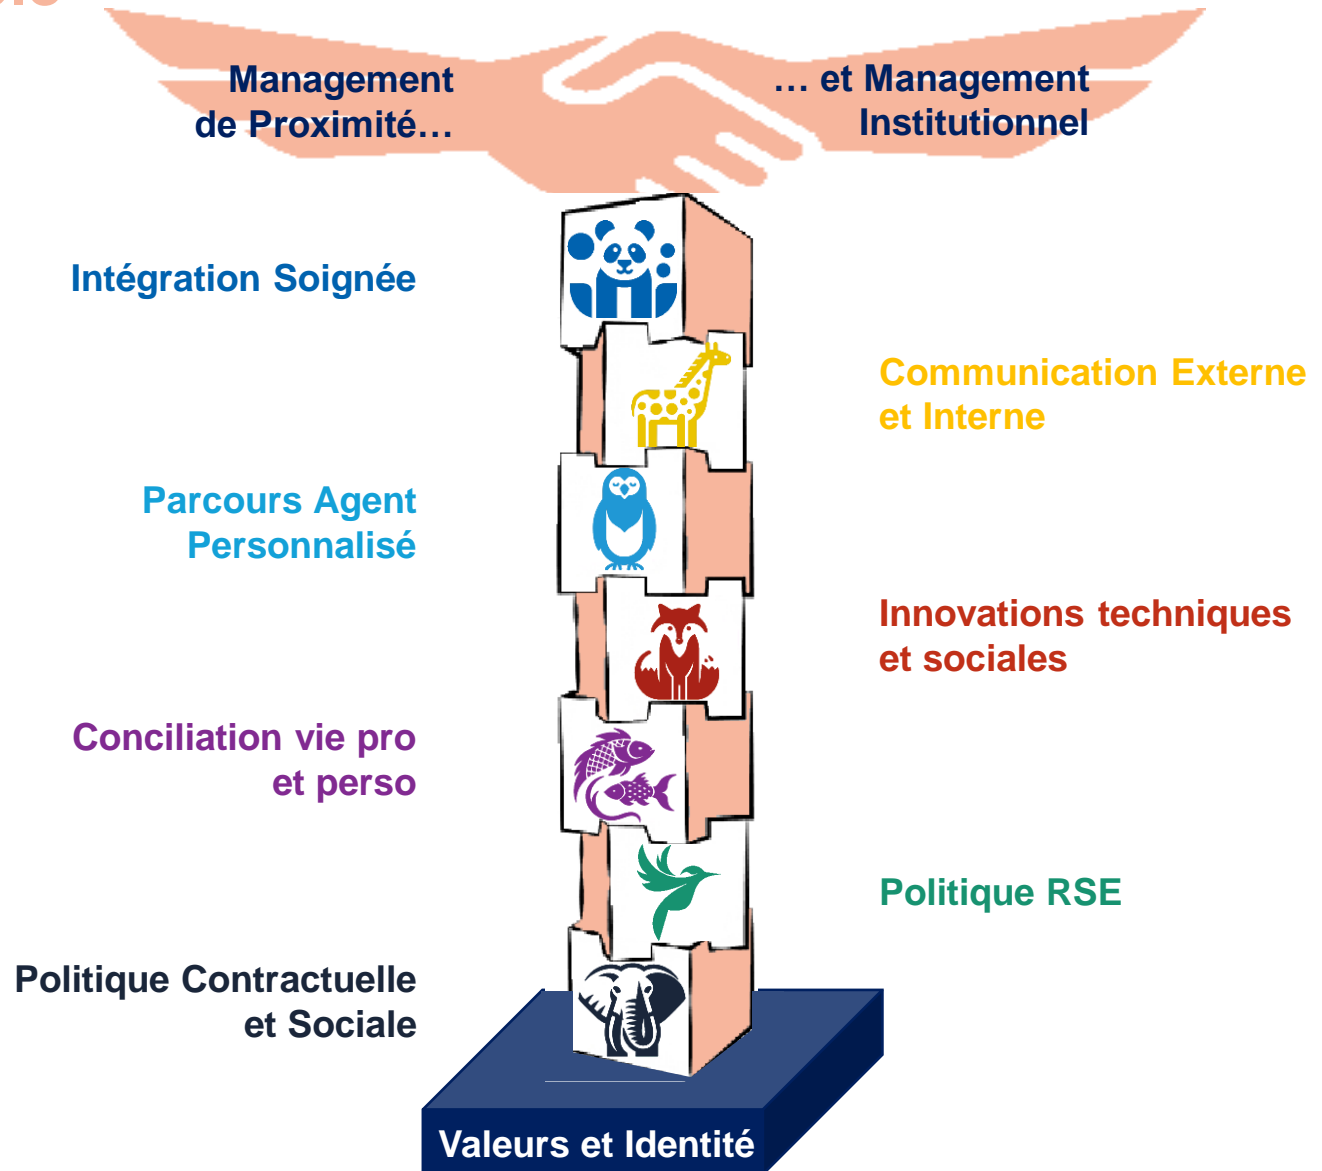 Management
de Proximité…
… et Management
Institutionnel
Intégration Soignée
Communication Externe
et Interne
Parcours Agent
Personnalisé
Innovations techniques
et sociales
Conciliation vie pro
et perso
Politique RSE
Politique Contractuelle
et Sociale
Valeurs et Identité